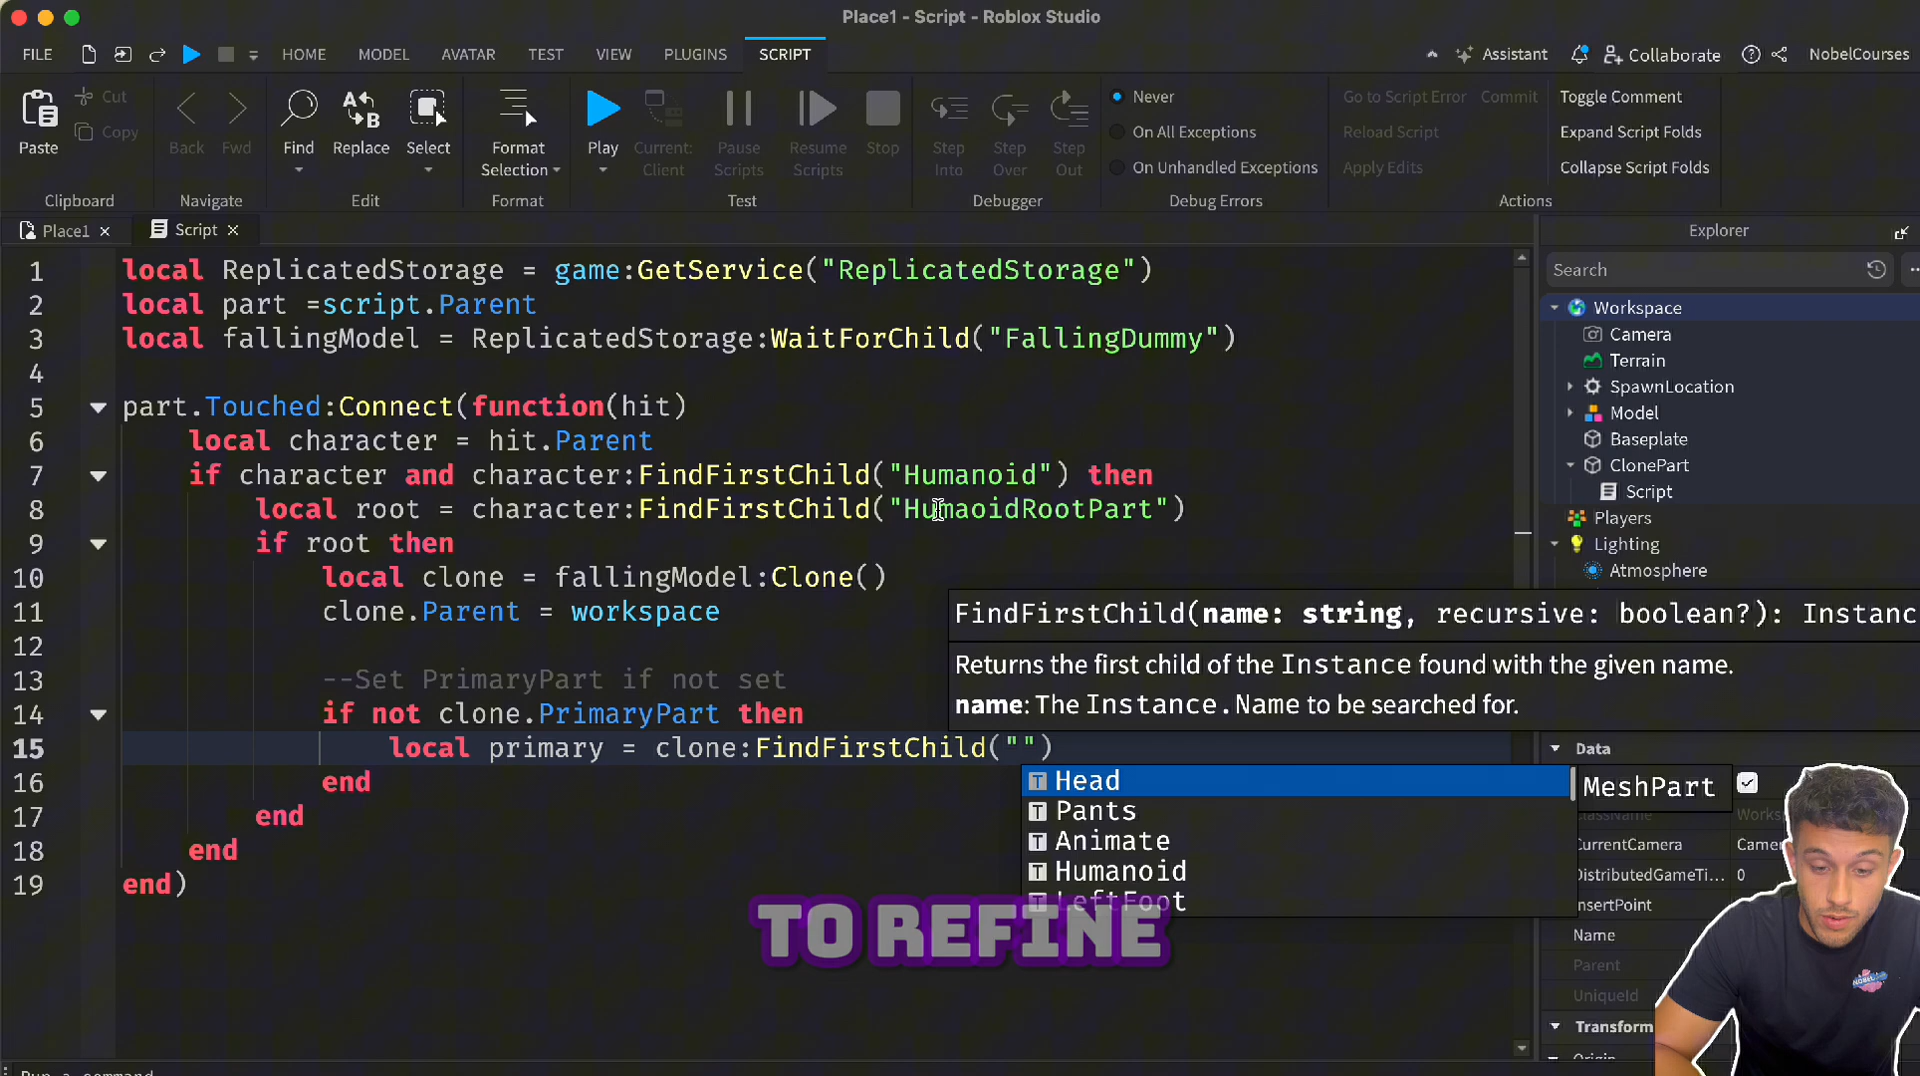 Place1 - Script - Roblox Studio
FILE HOME MODEL AVATAR TEST VIEW PLUGINS SCRIPT Assistant Collaborate NobelCourses
Paste Cut Copy Back Fwd Find Replace Select Format Selection Play Current: Client Pause Scripts Resume Scripts Stop Step Into Step Over Step Out
Never
On All Exceptions
On Unhandled Exceptions
Go to Script Error Commit
Reload Script
Apply Edits
Toggle Comment
Expand Script Folds
Collapse Script Folds
Clipboard Navigate Edit Format Test Debugger Debug Errors Actions
Place1 Script
1 local ReplicatedStorage = game:GetService("ReplicatedStorage")
2 local part =script.Parent
3 local fallingModel = ReplicatedStorage:WaitForChild("FallingDummy")
4
5 part.Touched:Connect(function(hit)
6 local character = hit.Parent
7 if character and character:FindFirstChild("Humanoid") then
8 local root = character:FindFirstChild("HumaoidRootPart")
9 if root then
10 local clone = fallingModel:Clone()
11 clone.Parent = workspace
12
13 --Set PrimaryPart if not set
14 if not clone.PrimaryPart then
15 local primary = clone:FindFirstChild("")
16 end
17 end
18 end
19 end)
FindFirstChild(name: string, recursive: boolean?): Instanc
Returns the first child of the Instance found with the given name.
name: The Instance.Name to be searched for.
Head
Pants
Animate
Humanoid
LeftFoot
MeshPart
TO REFINE
Explorer
Search
Workspace
Camera
Terrain
SpawnLocation
Model
Baseplate
ClonePart
Script
Players
Lighting
Atmosphere
Data
CurrentCamera Camer
DistributedGameTi... 0
InsertPoint
Name
Parent
UniqueId
Transform
Origin
Run a command